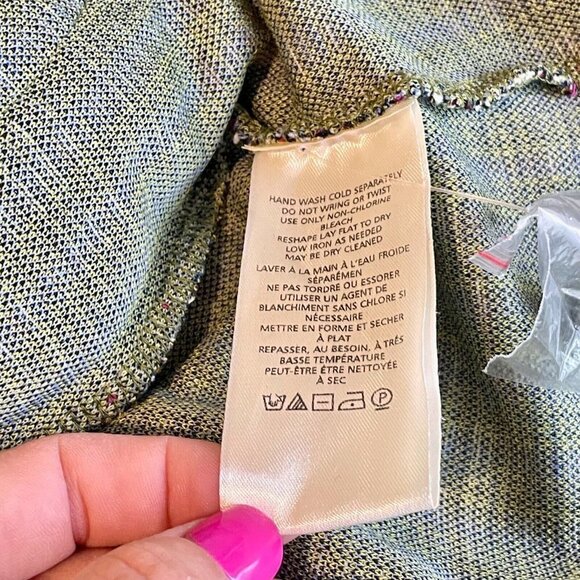 HAND WASH COLD SEPARATELY
DO NOT WRING OR TWIST
USE ONLY NON-CHLORINE
BLEACH
RESHAPE LAY FLAT TO DRY
LOW IRON AS NEEDED
MAY BE DRY CLEANED
LAVER À LA MAIN À L'EAU FROIDE
SÉPARÉMEN
NE PAS TORDRE OU ESSORER
UTILISER UN AGENT DE
BLANCHIMENT SANS CHLORE SI
NÉCESSAIRE
METTRE EN FORME ET SECHER
À PLAT
REPASSER, AU BESOIN, À TRÈS
BASSE TEMPÉRATURE
PEUT-ÊTRE ÊTRE NETTOYÉE
À SEC
P